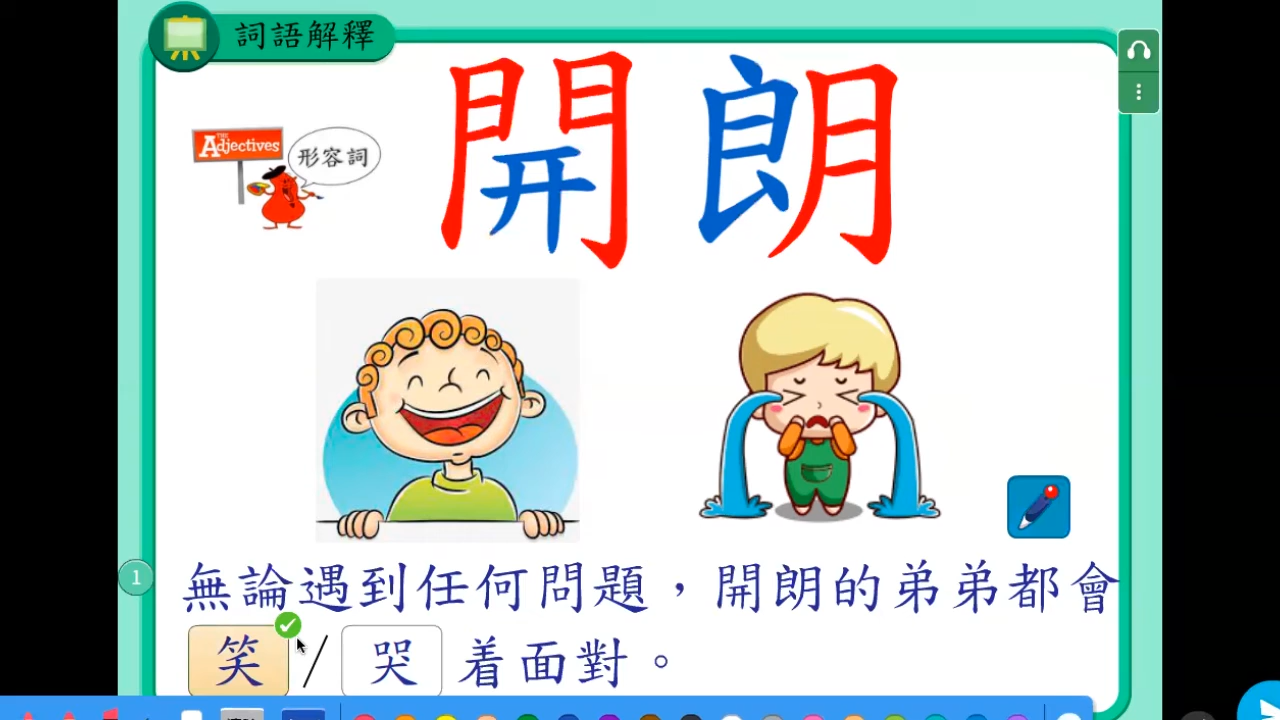 詞語解釋
開朗
THE
Adjectives
形容詞
1
無論遇到任何問題，開朗的弟弟都會
笑/哭着面對。